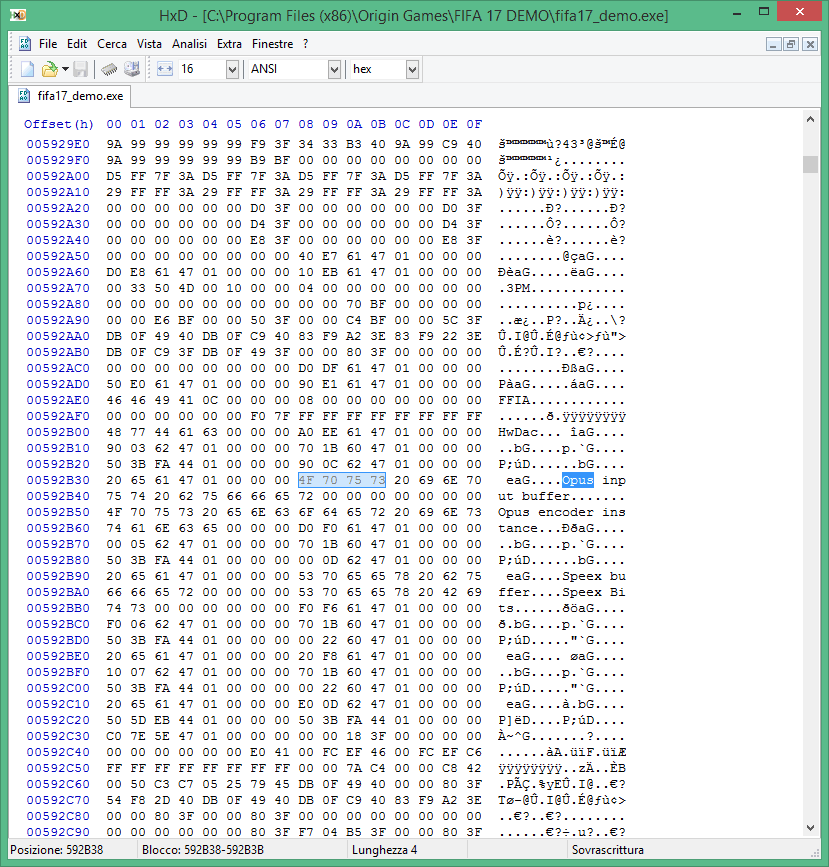 HxD - [C:\Program Files (x86)\Origin Games\FIFA 17 DEMO\fifa17_demo.exe]
File Edit Cerca Vista Analisi Extra Finestre ?
16 ANSI hex
fifa17_demo.exe
Offset(h) 00 01 02 03 04 05 06 07 08 09 0A 0B 0C 0D 0E 0F
005929E0 9A 99 99 99 99 99 F9 3F 34 33 B3 40 9A 99 C9 40 š™™™™™ù?43³@š™É@
005929F0 9A 99 99 99 99 99 B9 BF 00 00 00 00 00 00 00 00 š™™™™™¹¿........
00592A00 D5 FF 7F 3A D5 FF 7F 3A D5 FF 7F 3A D5 FF 7F 3A Õÿ.:Õÿ.:Õÿ.:Õÿ.:
00592A10 29 FF FF 3A 29 FF FF 3A 29 FF FF 3A 29 FF FF 3A )ÿÿ:)ÿÿ:)ÿÿ:)ÿÿ:
00592A20 00 00 00 00 00 00 D0 3F 00 00 00 00 00 00 D0 3F ......Ð?......Ð?
00592A30 00 00 00 00 00 00 D4 3F 00 00 00 00 00 00 D4 3F ......Ô?......Ô?
00592A40 00 00 00 00 00 00 E8 3F 00 00 00 00 00 00 E8 3F ......è?......è?
00592A50 00 00 00 00 00 00 00 00 40 E7 61 47 01 00 00 00 ........@çaG....
00592A60 D0 E8 61 47 01 00 00 00 10 EB 61 47 01 00 00 00 ÐèaG.....ëaG....
00592A70 00 33 50 4D 00 10 00 00 04 00 00 00 00 00 00 00 .3PM............
00592A80 00 00 00 00 00 00 00 00 00 00 70 BF 00 00 00 00 ..........p¿....
00592A90 00 00 E6 BF 00 00 50 3F 00 00 C4 BF 00 00 5C 3F ..æ¿..P?..Ä¿..\?
00592AA0 DB 0F 49 40 DB 0F C9 40 83 F9 A2 3E 83 F9 22 3E Û.I@Û.É@ƒù¢>ƒù">
00592AB0 DB 0F C9 3F DB 0F 49 3F 00 00 80 3F 00 00 00 00 Û.É?Û.I?..€?....
00592AC0 00 00 00 00 00 00 00 00 D0 DF 61 47 01 00 00 00 ........ÐßaG....
00592AD0 50 E0 61 47 01 00 00 00 90 E1 61 47 01 00 00 00 PàaG.....áaG....
00592AE0 46 46 49 41 0C 00 00 00 08 00 00 00 00 00 00 00 FFIA............
00592AF0 00 00 00 00 00 00 F0 7F FF FF FF FF FF FF FF FF ......ð.ÿÿÿÿÿÿÿÿ
00592B00 48 77 44 61 63 00 00 00 A0 EE 61 47 01 00 00 00 HwDac... îaG....
00592B10 90 03 62 47 01 00 00 00 70 1B 60 47 01 00 00 00 ..bG....p.`G....
00592B20 50 3B FA 44 01 00 00 00 90 0C 62 47 01 00 00 00 P;úD......bG....
00592B30 20 65 61 47 01 00 00 00 4F 70 75 73 20 69 6E 70 eaG....Opus inp
00592B40 75 74 20 62 75 66 66 65 72 00 00 00 00 00 00 00 ut buffer.......
00592B50 4F 70 75 73 20 65 6E 63 6F 64 65 72 20 69 6E 73 Opus encoder ins
00592B60 74 61 6E 63 65 00 00 00 D0 F0 61 47 01 00 00 00 tance...ÐðaG....
00592B70 00 05 62 47 01 00 00 00 70 1B 60 47 01 00 00 00 ..bG....p.`G....
00592B80 50 3B FA 44 01 00 00 00 00 0D 62 47 01 00 00 00 P;úD......bG....
00592B90 20 65 61 47 01 00 00 00 53 70 65 65 78 20 62 75 eaG....Speex bu
00592BA0 66 66 65 72 00 00 00 00 53 70 65 65 78 20 42 69 ffer....Speex Bi
00592BB0 74 73 00 00 00 00 00 00 F0 F6 61 47 01 00 00 00 ts......ðöaG....
00592BC0 F0 06 62 47 01 00 00 00 70 1B 60 47 01 00 00 00 ð.bG....p.`G....
00592BD0 50 3B FA 44 01 00 00 00 00 22 60 47 01 00 00 00 P;úD....."`G....
00592BE0 20 65 61 47 01 00 00 00 20 F8 61 47 01 00 00 00 eaG.... øaG....
00592BF0 10 07 62 47 01 00 00 00 70 1B 60 47 01 00 00 00 ..bG....p.`G....
00592C00 50 3B FA 44 01 00 00 00 00 22 60 47 01 00 00 00 P;úD....."`G....
00592C10 20 65 61 47 01 00 00 00 E0 0D 62 47 01 00 00 00 eaG....à.bG....
00592C20 50 5D EB 44 01 00 00 00 50 3B FA 44 01 00 00 00 P]ëD....P;úD....
00592C30 C0 7E 5E 47 01 00 00 00 00 00 18 3F 00 00 00 00 À~^G.......?....
00592C40 00 00 00 00 00 00 E0 41 00 FC EF 46 00 FC EF C6 ......àA.üïF.üïÆ
00592C50 FF FF FF FF FF FF FF FF 00 00 7A C4 00 00 C8 42 ÿÿÿÿÿÿÿÿ..zÄ..ÈB
00592C60 00 50 C3 C7 05 25 79 45 DB 0F 49 40 00 00 80 3F .PÃÇ.%yEÛ.I@..€?
00592C70 54 F8 2D 40 DB 0F 49 40 DB 0F C9 40 83 F9 A2 3E Tø-@Û.I@Û.É@ƒù¢>
00592C80 00 00 80 3F 00 00 80 3F 00 00 00 00 00 00 80 3F ..€?..€?......€?
00592C90 00 00 00 00 00 00 80 3F F7 04 B5 3F 00 00 80 3F ......€?÷.µ?..€?
Posizione: 592B38 Blocco: 592B38-592B3B Lunghezza 4 Sovrascrittura